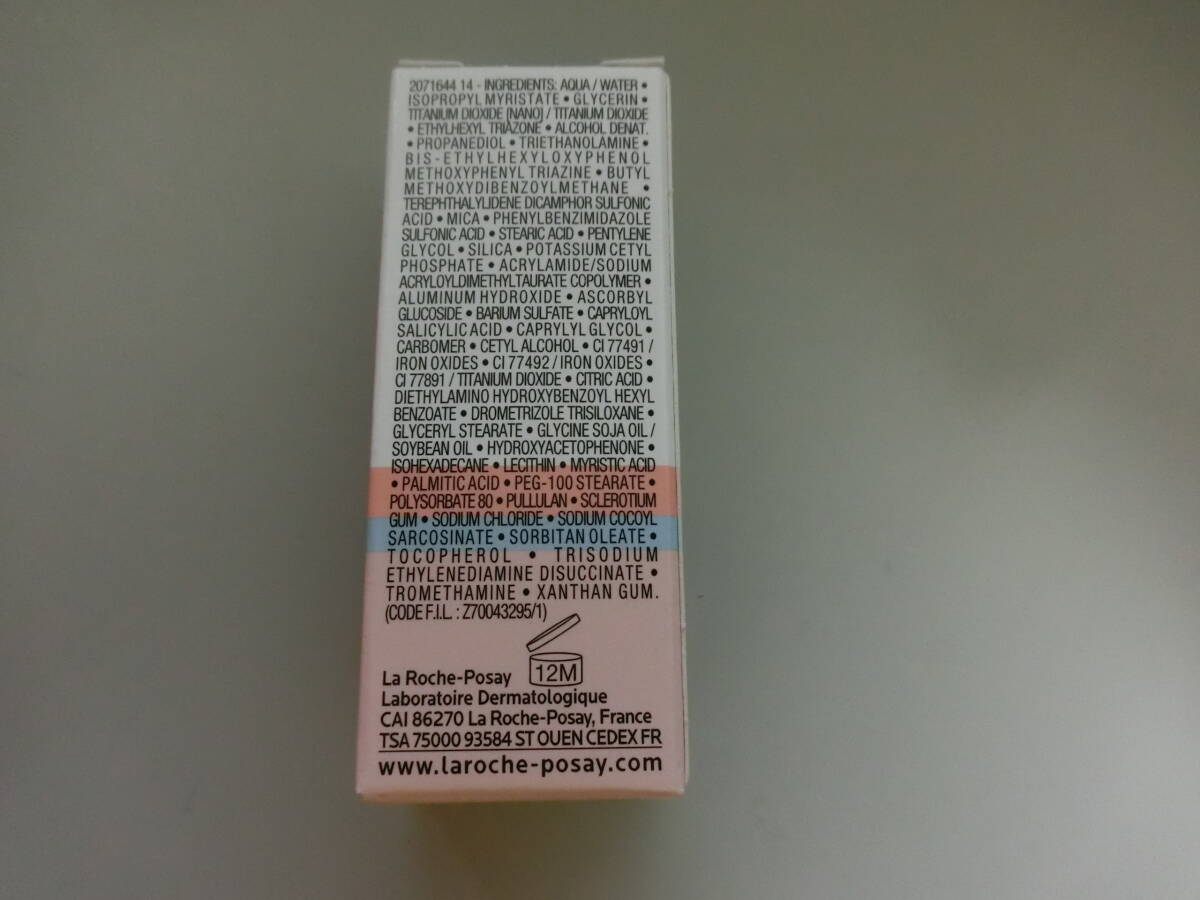 2071644 14 - INGREDIENTS: AQUA / WATER •
ISOPROPYL MYRISTATE • GLYCERIN •
TITANIUM DIOXIDE [NANO] / TITANIUM DIOXIDE
• ETHYLHEXYL TRIAZONE • ALCOHOL DENAT.
• PROPANEDIOL • TRIETHANOLAMINE •
BIS-ETHYLHEXYLOXYPHENOL
METHOXYPHENYL TRIAZINE • BUTYL
METHOXYDIBENZOYLMETHANE •
TEREPHTHALYLIDENE DICAMPHOR SULFONIC
ACID • MICA • PHENYLBENZIMIDAZOLE
SULFONIC ACID • STEARIC ACID • PENTYLENE
GLYCOL • SILICA • POTASSIUM CETYL
PHOSPHATE • ACRYLAMIDE/SODIUM
ACRYLOYLDIMETHYLTAURATE COPOLYMER •
ALUMINUM HYDROXIDE • ASCORBYL
GLUCOSIDE • BARIUM SULFATE • CAPRYLOYL
SALICYLIC ACID • CAPRYLYL GLYCOL •
CARBOMER • CETYL ALCOHOL • CI 77491 /
IRON OXIDES • CI 77492 / IRON OXIDES •
CI 77891 / TITANIUM DIOXIDE • CITRIC ACID •
DIETHYLAMINO HYDROXYBENZOYL HEXYL
BENZOATE • DROMETRIZOLE TRISILOXANE •
GLYCERYL STEARATE • GLYCINE SOJA OIL /
SOYBEAN OIL • HYDROXYACETOPHENONE •
ISOHEXADECANE • LECITHIN • MYRISTIC ACID
• PALMITIC ACID • PEG-100 STEARATE •
POLYSORBATE 80 • PULLULAN • SCLEROTIUM
GUM • SODIUM CHLORIDE • SODIUM COCOYL
SARCOSINATE • SORBITAN OLEATE •
TOCOPHEROL • TRISODIUM
ETHYLENEDIAMINE DISUCCINATE •
TROMETHAMINE • XANTHAN GUM.
(CODE F.I.L. : Z70043295/1)
12M
La Roche-Posay
Laboratoire Dermatologique
CAI 86270 La Roche-Posay, France
TSA 75000 93584 ST OUEN CEDEX FR
www.laroche-posay.com